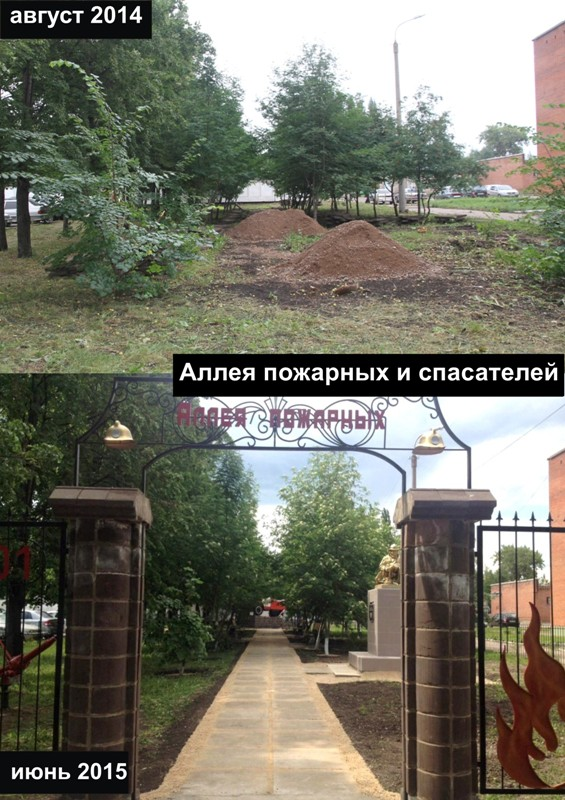 август 2014
Аллея пожарных и спасателей
Аллея пожарных
01
июнь 2015